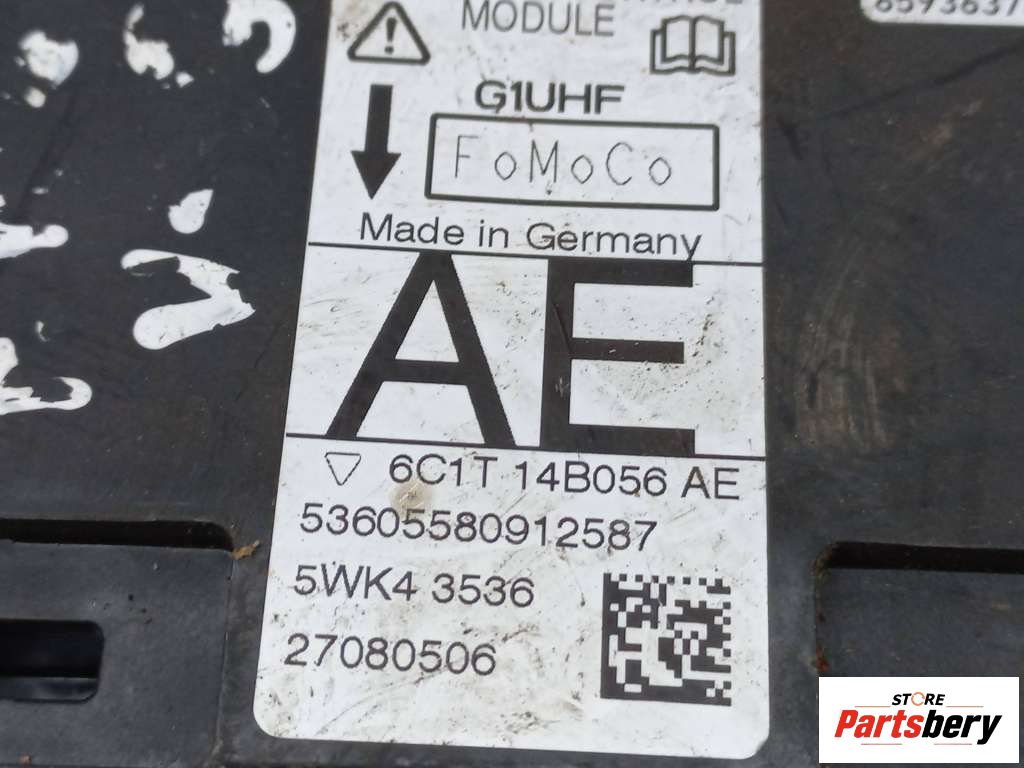 MODULE
G1UHF
FoMoCo
Made in Germany
AE
6C1T 14B056 AE
53605580912587
5WK4 3536
27080506
STORE
Partsbery